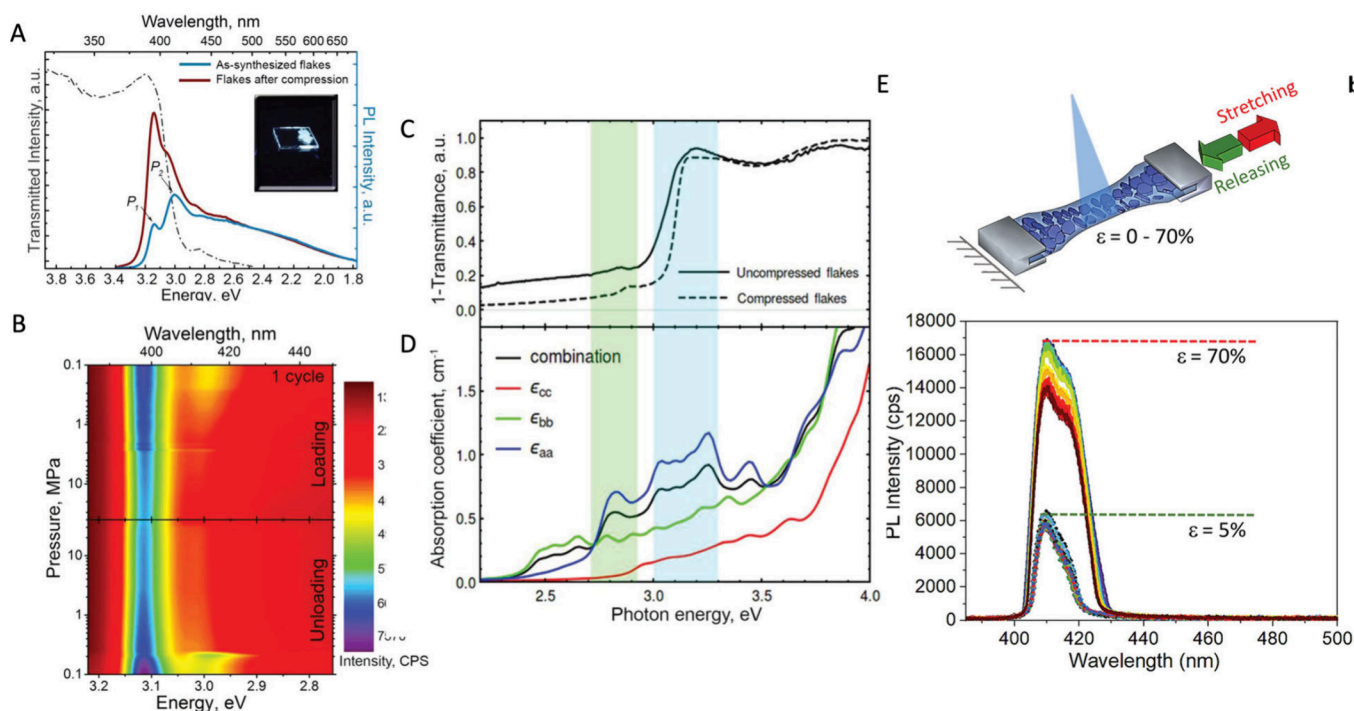 A
Wavelength, nm
350 400 450 500 550 600 650
As-synthesized flakes
Flakes after compression
P1
P2
Transmitted Intensity, a.u.
PL Intensity, a.u.
3.8 3.6 3.4 3.2 3.0 2.8 2.6 2.4 2.2 2.0 1.8
Energy, eV
B
Wavelength, nm
400 420 440
1 cycle
0.1
1
10
10
1
0.1
Pressure, MPa
Loading
Unloading
Intensity, CPS
3.2 3.1 3.0 2.9 2.8
Energy, eV
C
1-Transmittance, a.u.
1.0
0.8
0.6
0.4
0.2
0.0
Uncompressed flakes
Compressed flakes
D
combination
ϵcc
ϵbb
ϵaa
Absorption coefficient, cm-1
1.5
1.0
0.5
0.0
2.5 3.0 3.5 4.0
Photon energy, eV
E
Stretching
Releasing
ε = 0 - 70%
PL Intensity (cps)
18000
16000
14000
12000
10000
8000
6000
4000
2000
0
ε = 70%
ε = 5%
400 420 440 460 480 500
Wavelength (nm)